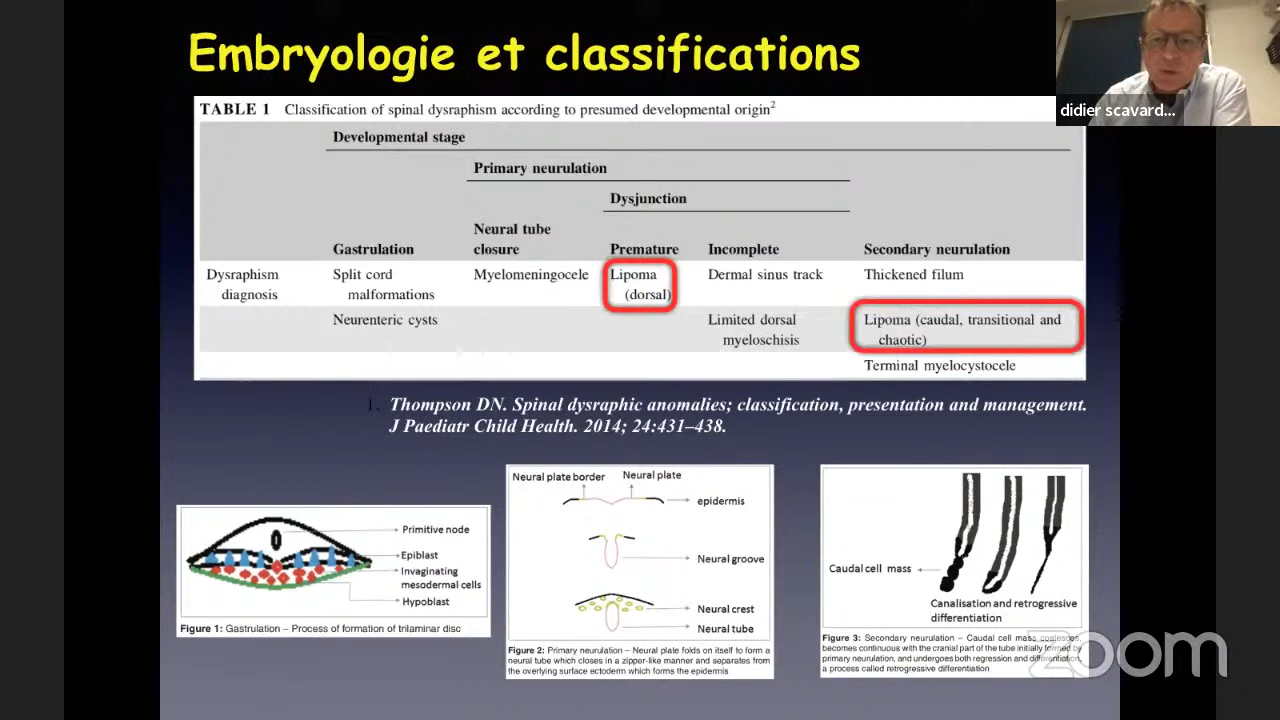 Embryologie et classifications
didier scavard...
TABLE 1 Classification of spinal dysraphism according to presumed developmental origin2
Developmental stage
Primary neurulation
Dysjunction
Neural tube
closure
Gastrulation
Premature
Incomplete
Secondary neurulation
Dysraphism
diagnosis
Split cord
malformations
Myelomeningocele
Lipoma
(dorsal)
Dermal sinus track
Thickened filum
Neurenteric cysts
Limited dorsal
myeloschisis
Lipoma (caudal, transitional and
chaotic)
Terminal myelocystocele
1. Thompson DN. Spinal dysraphic anomalies; classification, presentation and management.
J Paediatr Child Health. 2014; 24:431–438.
Primitive node
Epiblast
Invaginating
mesodermal cells
Hypoblast
Figure 1: Gastrulation – Process of formation of trilaminar disc
Neural plate border
Neural plate
epidermis
Neural groove
Neural crest
Neural tube
Figure 2: Primary neurulation – Neural plate folds on itself to form a
neural tube which closes in a zipper-like manner and separates from
the overlying surface ectoderm which forms the epidermis
Caudal cell mass
Canalisation and retrogressive
differentiation
Figure 3: Secondary neurulation – Caudal cell mass coalesces,
becomes continuous with the cranial part of the tube initially formed by
primary neurulation, and undergoes both regression and differentiation,
a process called retrogressive differentiation
zoom